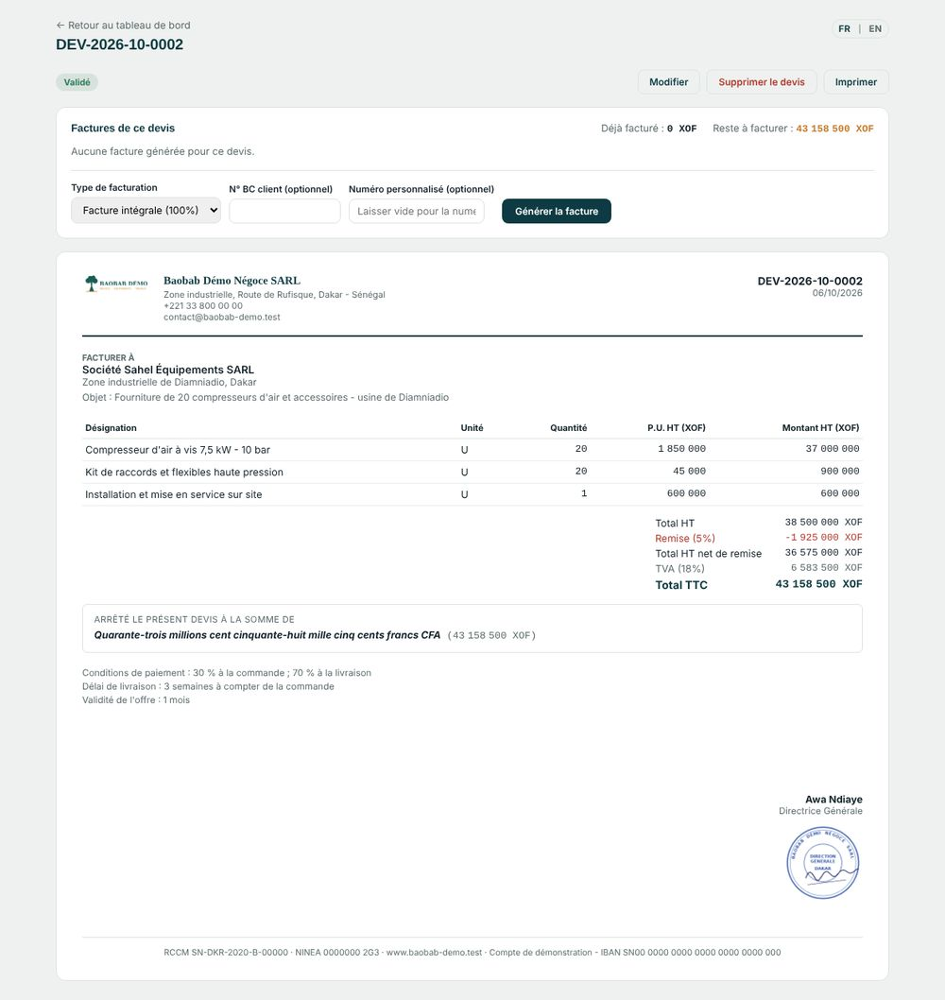 ← Retour au tableau de bord
FR | EN
DEV-2026-10-0002
Validé
Modifier
Supprimer le devis
Imprimer
Factures de ce devis
Déjà facturé : 0 XOF Reste à facturer : 43 158 500 XOF
Aucune facture générée pour ce devis.
Type de facturation
N° BC client (optionnel)
Numéro personnalisé (optionnel)
Facture intégrale (100%)
Laisser vide pour la numé
Générer la facture
BAOBAB DÉMO
Baobab Démo Négoce SARL
Zone industrielle, Route de Rufisque, Dakar - Sénégal
+221 33 800 00 00
contact@baobab-demo.test
DEV-2026-10-0002
06/10/2026
FACTURER À
Société Sahel Équipements SARL
Zone industrielle de Diamniadio, Dakar
Objet : Fourniture de 20 compresseurs d'air et accessoires - usine de Diamniadio
Désignation Unité Quantité P.U. HT (XOF) Montant HT (XOF)
Compresseur d'air à vis 7,5 kW - 10 bar U 20 1 850 000 37 000 000
Kit de raccords et flexibles haute pression U 20 45 000 900 000
Installation et mise en service sur site U 1 600 000 600 000
Total HT 38 500 000 XOF
Remise (5%) -1 925 000 XOF
Total HT net de remise 36 575 000 XOF
TVA (18%) 6 583 500 XOF
Total TTC 43 158 500 XOF
ARRÊTÉ LE PRÉSENT DEVIS À LA SOMME DE
Quarante-trois millions cent cinquante-huit mille cinq cents francs CFA (43 158 500 XOF)
Conditions de paiement : 30 % à la commande ; 70 % à la livraison
Délai de livraison : 3 semaines à compter de la commande
Validité de l'offre : 1 mois
Awa Ndiaye
Directrice Générale
BAOBAB DÉMO NÉGOCE SARL
DIRECTION
GÉNÉRALE
DAKAR
RCCM SN-DKR-2020-B-00000 · NINEA 0000000 2G3 · www.baobab-demo.test · Compte de démonstration - IBAN SN00 0000 0000 0000 0000 0000 000